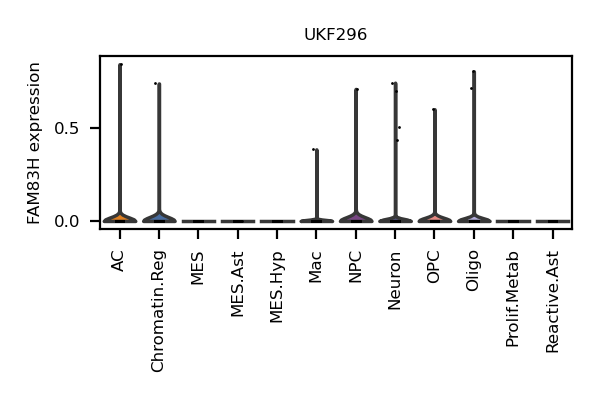 UKF296
FAM83H expression
0.5
0.0
AC
Chromatin.Reg
MES
MES.Ast
MES.Hyp
Mac
NPC
Neuron
OPC
Oligo
Prolif.Metab
Reactive.Ast